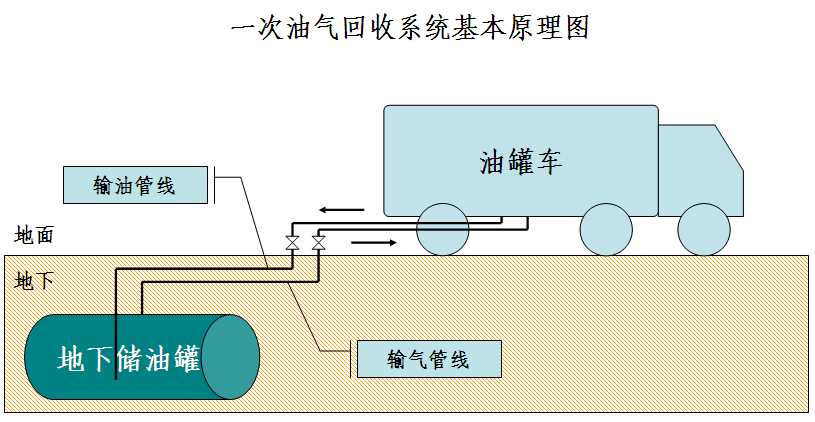 一次油气回收系统基本原理图
油罐车
输油管线
地面
地下
地下储油罐
输气管线